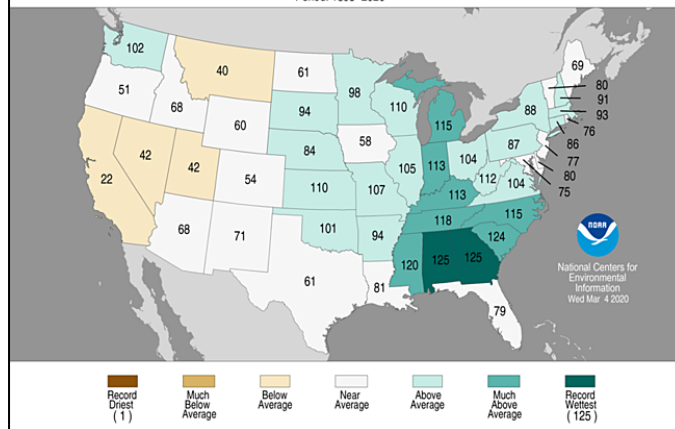 102
40
61
69
51
98
80
68
94
110
91
60
88
93
115
76
58
84
87
86
42
105
113
104
77
42
54
110
107
112
80
22
104
75
113
68
71
101
94
118
115
124
120
125
125
61
81
79
NOAA
National Centers for
Environmental
Information
Wed Mar 4 2020
Record
Driest
( 1 )
Much
Below
Average
Below
Average
Near
Average
Above
Average
Much
Above
Average
Record
Wettest
( 125 )